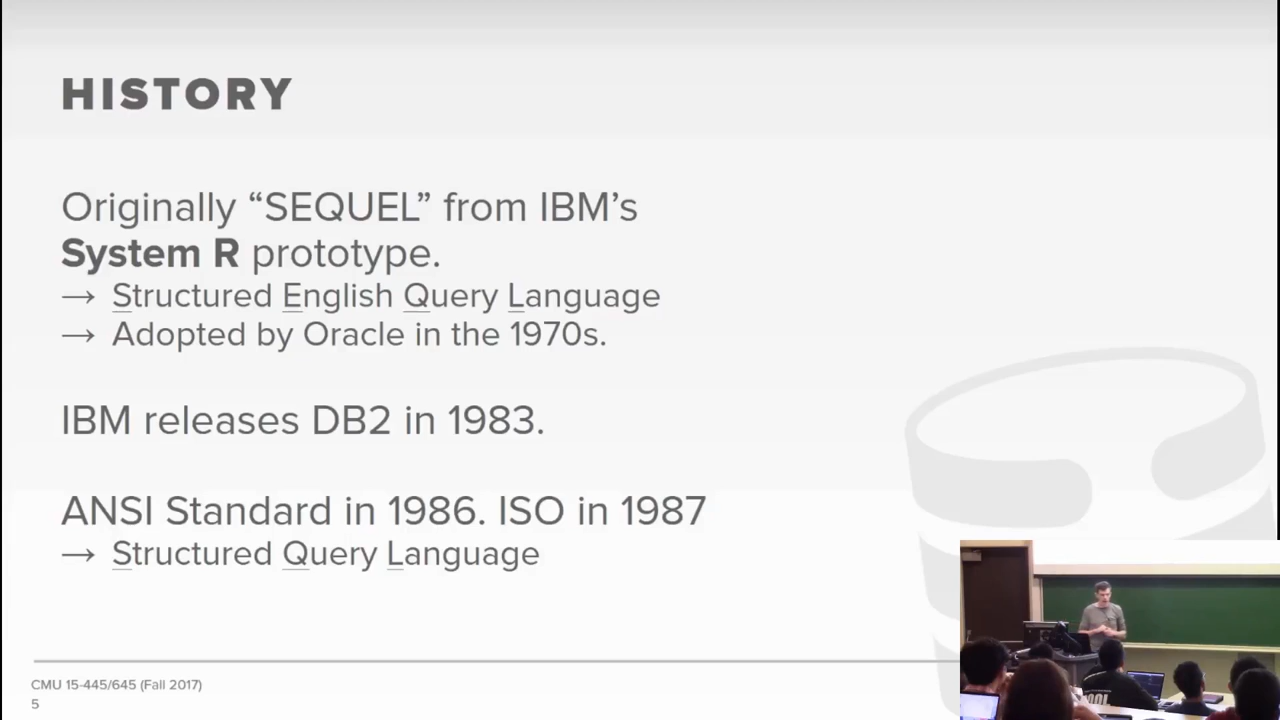 HISTORY
Originally “SEQUEL” from IBM’s
System R prototype.
→ Structured English Query Language
→ Adopted by Oracle in the 1970s.
IBM releases DB2 in 1983.
ANSI Standard in 1986. ISO in 1987
→ Structured Query Language
CMU 15-445/645 (Fall 2017)
5